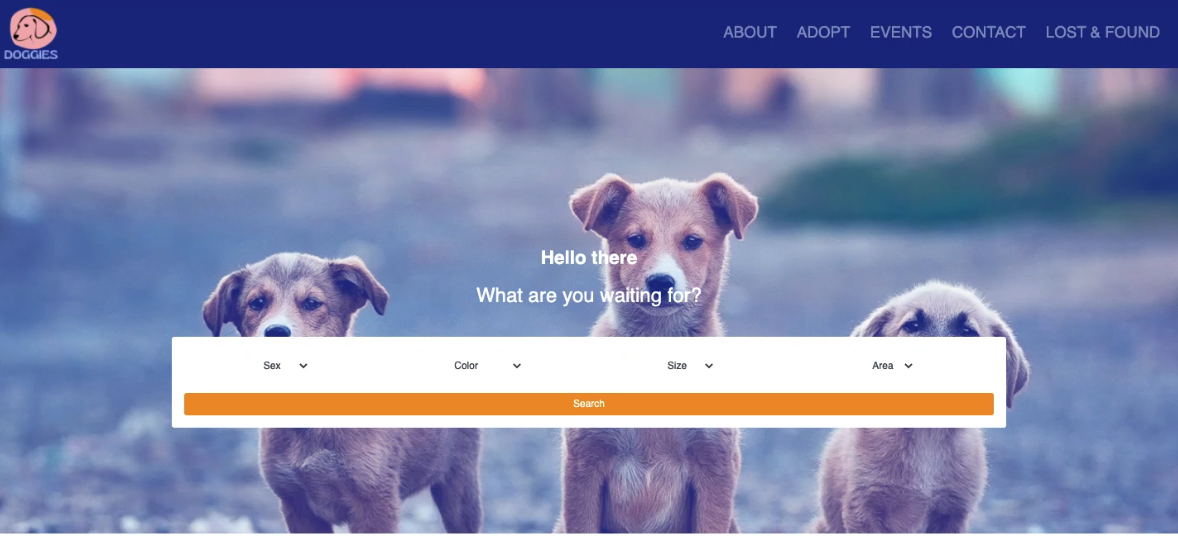 DOGGIES
ABOUT ADOPT EVENTS CONTACT LOST & FOUND
Hello there
What are you waiting for?
Sex Color Size Area
Search